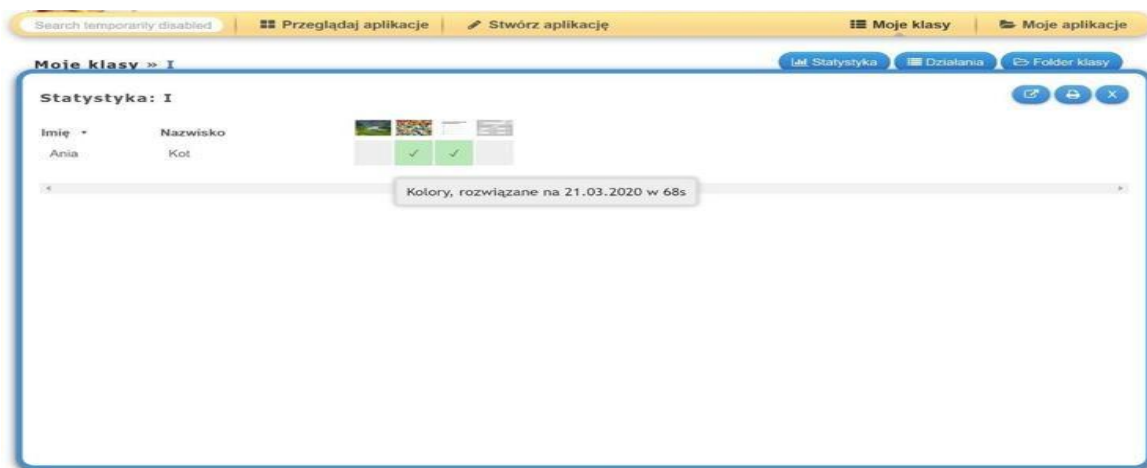 Search temporarily disabled Przeglądaj aplikacje Stwórz aplikację Moje klasy Moje aplikacje
Moje klasy » I Statystyka Działania Folder klasy
Statystyka: I
Imię Nazwisko
Ania Kot
Kolory, rozwiązane na 21.03.2020 w 68s